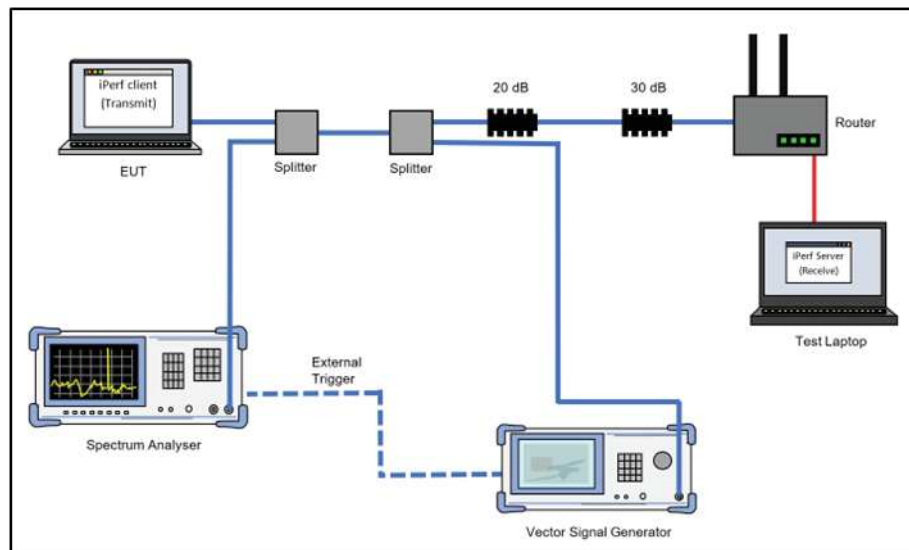 iPerf client
(Transmit)
EUT
Splitter
Splitter
20 dB
30 dB
Router
iPerf Server
(Receive)
Test Laptop
External
Trigger
Spectrum Analyser
Vector Signal Generator